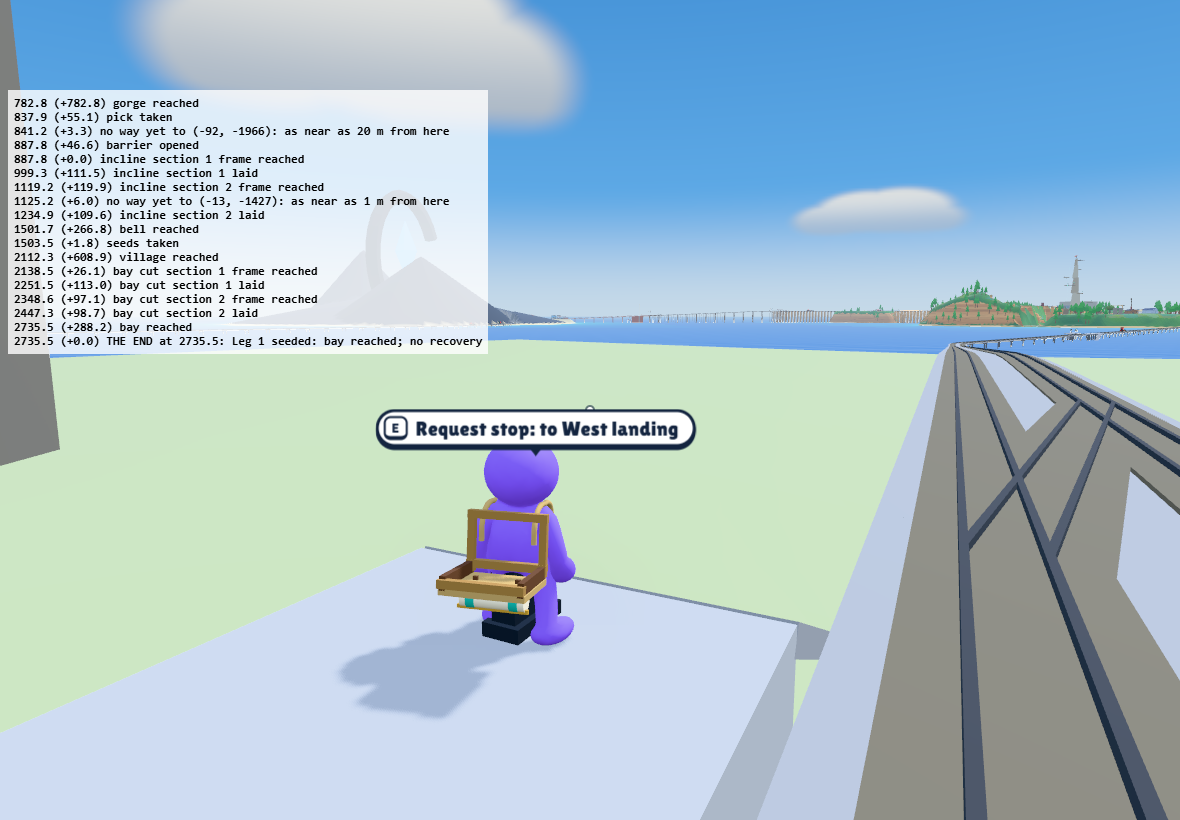 782.8 (+782.8) gorge reached
837.9 (+55.1) pick taken
841.2 (+3.3) no way yet to (-92, -1966): as near as 20 m from here
887.8 (+46.6) barrier opened
887.8 (+0.0) incline section 1 frame reached
999.3 (+111.5) incline section 1 laid
1119.2 (+119.9) incline section 2 frame reached
1125.2 (+6.0) no way yet to (-13, -1427): as near as 1 m from here
1234.9 (+109.6) incline section 2 laid
1501.7 (+266.8) bell reached
1503.5 (+1.8) seeds taken
2112.3 (+608.9) village reached
2138.5 (+26.1) bay cut section 1 frame reached
2251.5 (+113.0) bay cut section 1 laid
2348.6 (+97.1) bay cut section 2 frame reached
2447.3 (+98.7) bay cut section 2 laid
2735.5 (+288.2) bay reached
2735.5 (+0.0) THE END at 2735.5: Leg 1 seeded: bay reached; no recovery
E Request stop: to West landing